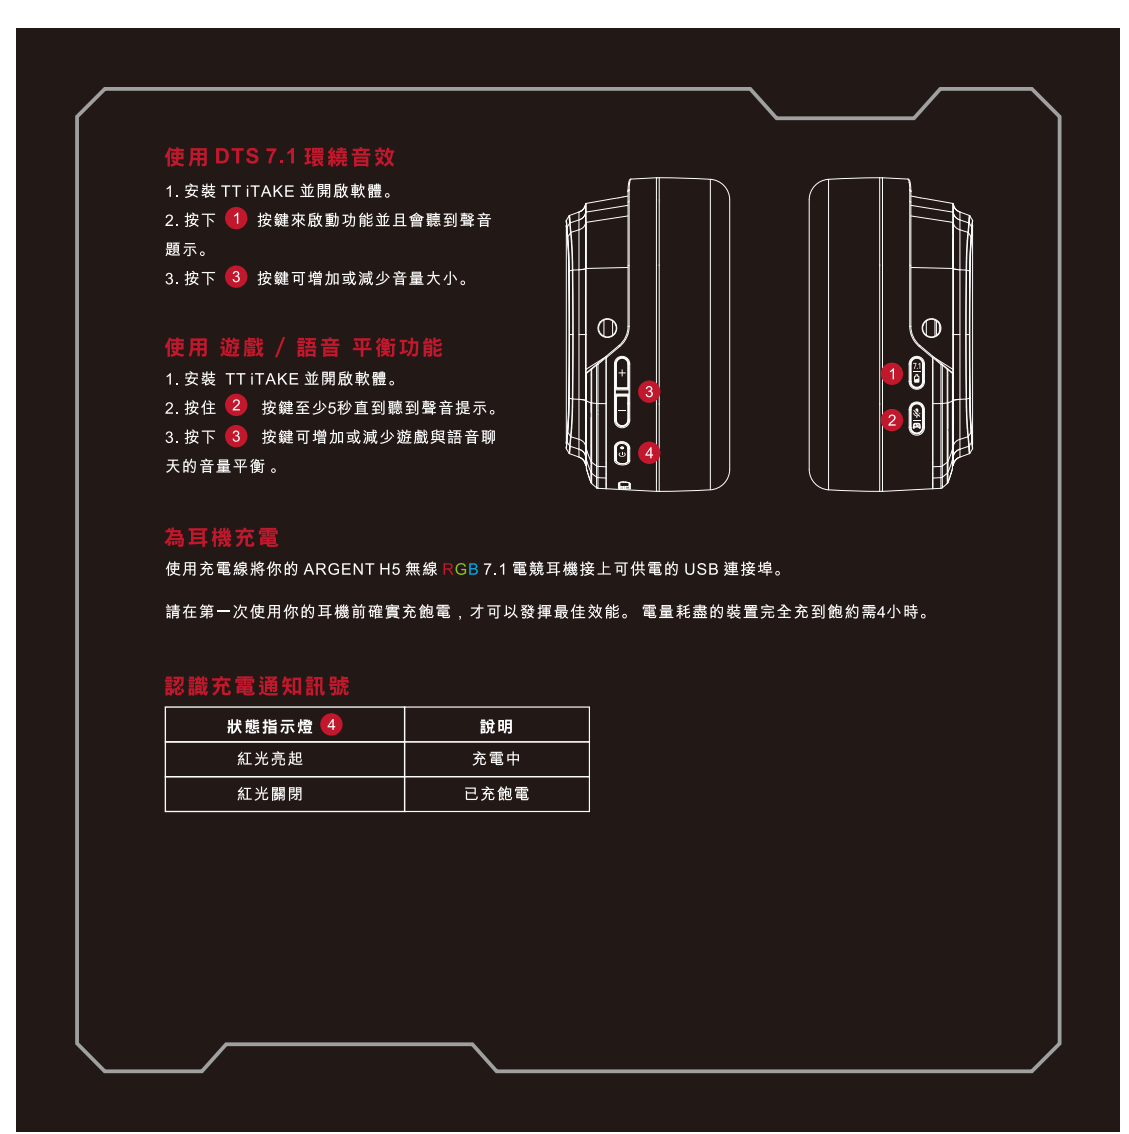 使用 DTS 7.1 環繞音效
1. 安裝 TT iTAKE 並開啟軟體。
2. 按下 1 按鍵來啟動功能並且會聽到聲音
題示。
3. 按下 3 按鍵可增加或減少音量大小。
使用 遊戲 / 語音 平衡功能
1. 安裝 TT iTAKE 並開啟軟體。
2. 按住 2 按鍵至少5秒直到聽到聲音提示。
3. 按下 3 按鍵可增加或減少遊戲與語音聊
天的音量平衡 。
+
−
3
4
7.1
1
2
為耳機充電
使用充電線將你的 ARGENT H5 無線 RGB 7.1 電競耳機接上可供電的 USB 連接埠。
請在第一次使用你的耳機前確實充飽電，才可以發揮最佳效能。 電量耗盡的裝置完全充到飽約需4小時。
認識充電通知訊號
狀態指示燈 4 說明
紅光亮起 充電中
紅光關閉 已充飽電